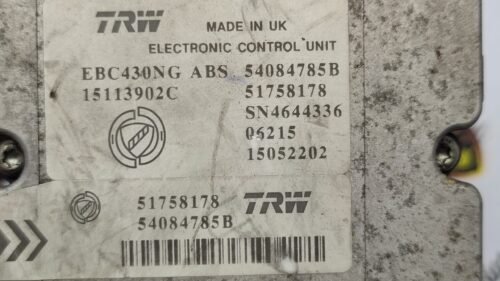 TRW MADE IN UK
ELECTRONIC CONTROL UNIT
EBC430NG ABS 54084785B
15113902C 51758178
SN4644336
06215
15052202
51758178 TRW
54084785B